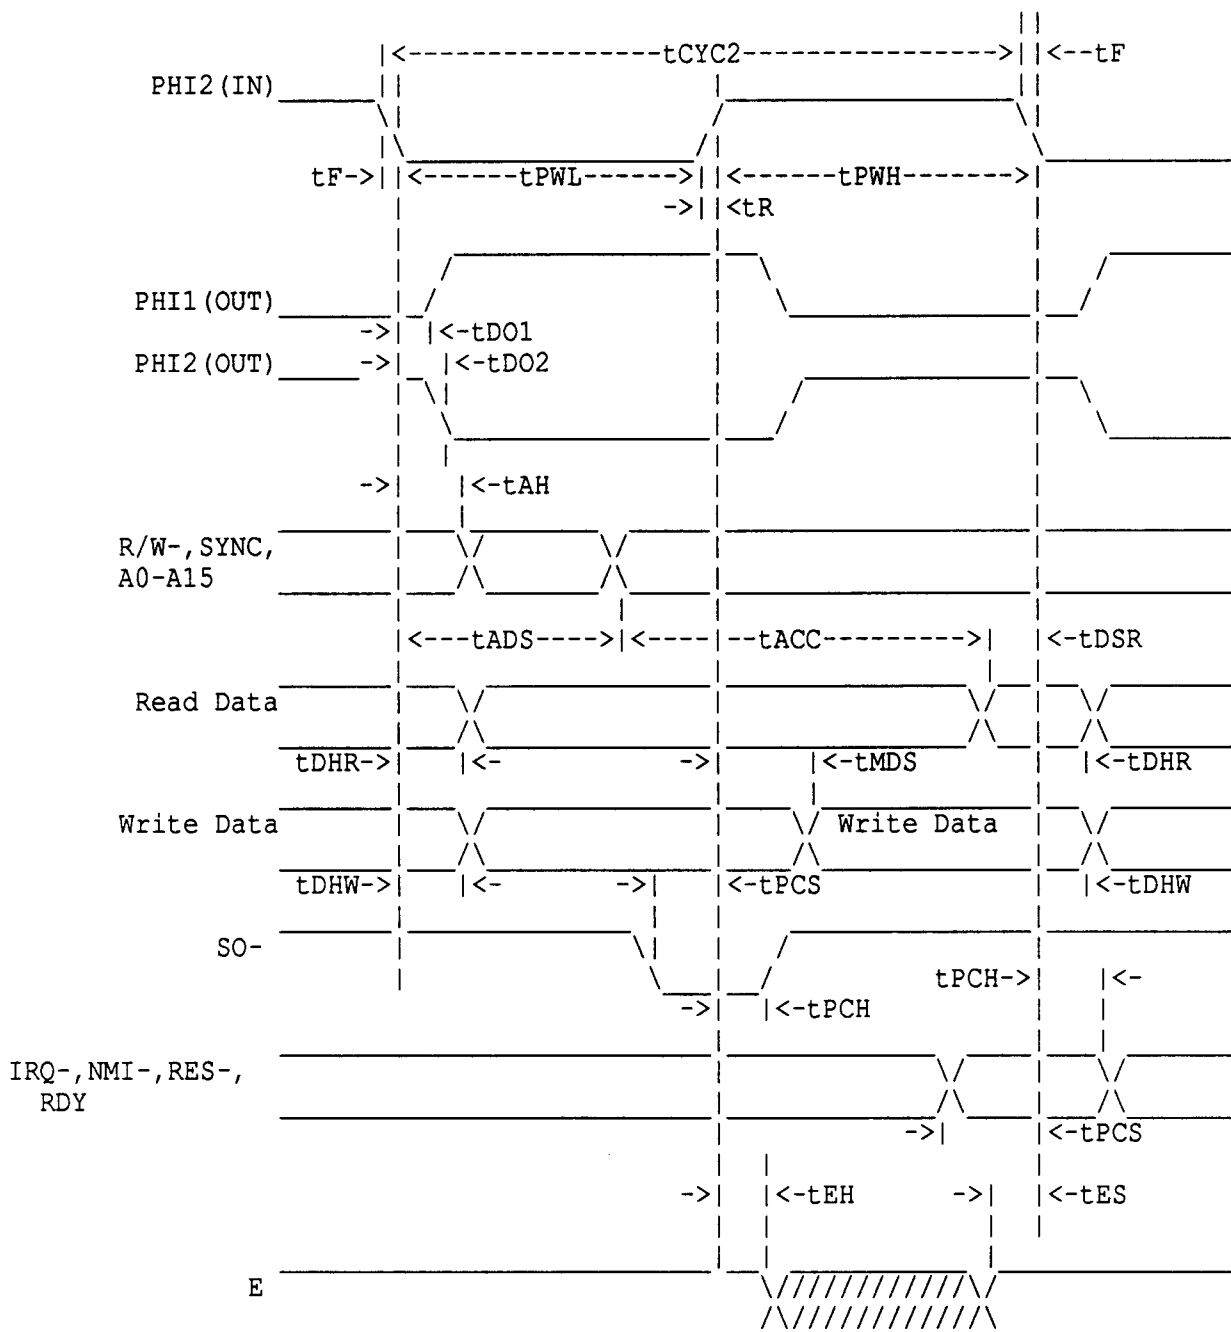 tCYC2 tF
PHI2(IN)
tF tPWL tPWH
tR
PHI1(OUT)
tDO1
PHI2(OUT) tDO2
tAH
R/W-,SYNC,
A0-A15
tADS tACC tDSR
Read Data
tDHR tMDS tDHR
Write Data Write Data
tDHW tPCS tDHW
SO-
tPCH
tPCH
IRQ-,NMI-,RES-,
RDY
tPCS
tEH tES
E